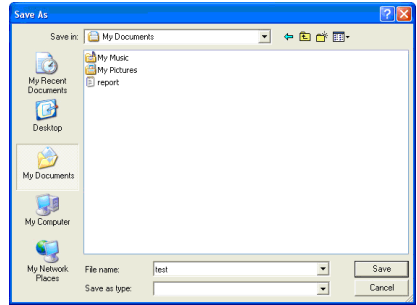 Save As
Save in:
My Documents
My Recent
Documents
Desktop
My Documents
My Computer
My Network
Places
My Music
My Pictures
report
File name:
test
Save
Save as type:
Cancel